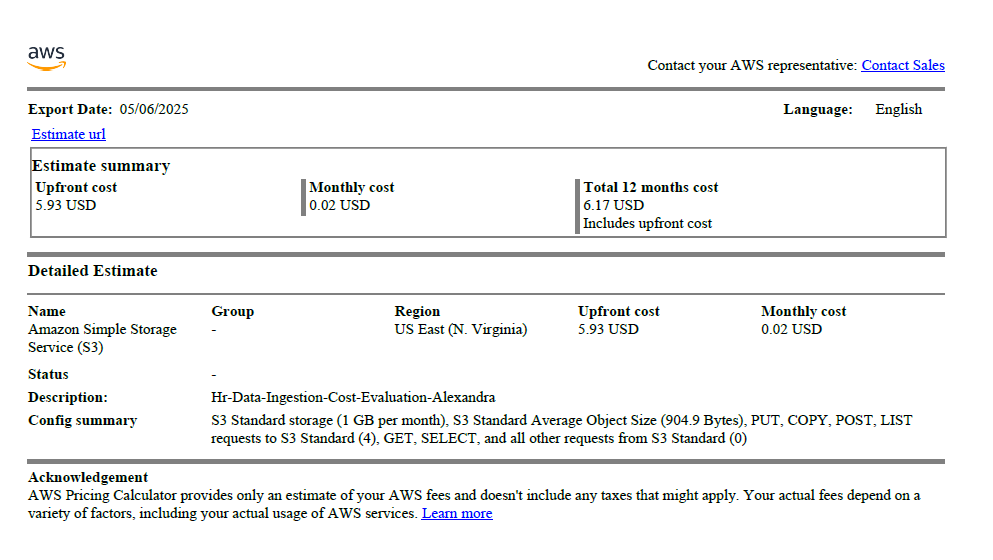 aws
Contact your AWS representative: Contact Sales
Export Date: 05/06/2025 Language: English
Estimate url
Estimate summary
Upfront cost Monthly cost Total 12 months cost
5.93 USD 0.02 USD 6.17 USD
Includes upfront cost
Detailed Estimate
Name Group Region Upfront cost Monthly cost
Amazon Simple Storage - US East (N. Virginia) 5.93 USD 0.02 USD
Service (S3)
Status -
Description: Hr-Data-Ingestion-Cost-Evaluation-Alexandra
Config summary S3 Standard storage (1 GB per month), S3 Standard Average Object Size (904.9 Bytes), PUT, COPY, POST, LIST
requests to S3 Standard (4), GET, SELECT, and all other requests from S3 Standard (0)
Acknowledgement
AWS Pricing Calculator provides only an estimate of your AWS fees and doesn't include any taxes that might apply. Your actual fees depend on a
variety of factors, including your actual usage of AWS services. Learn more